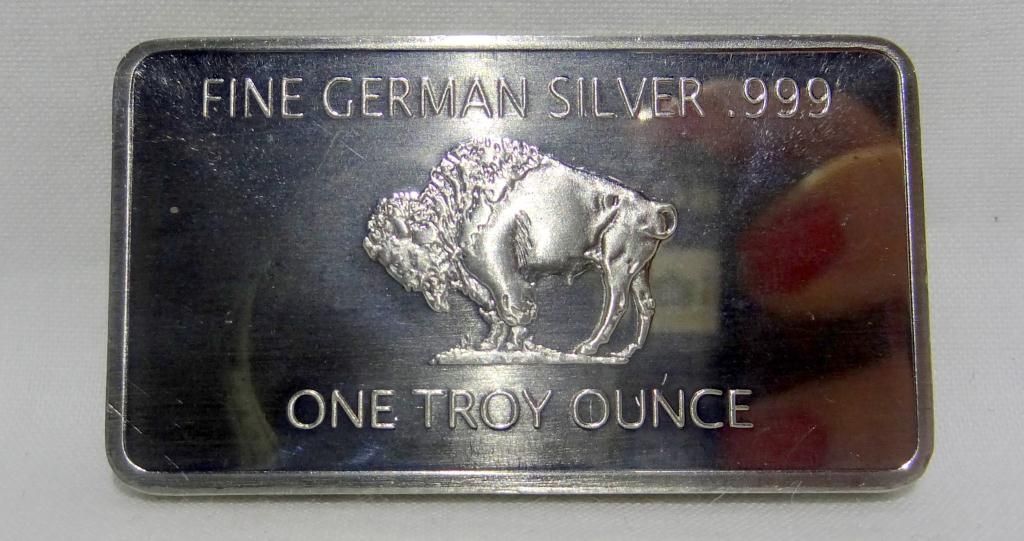 FINE GERMAN SILVER .999
ONE TROY OUNCE